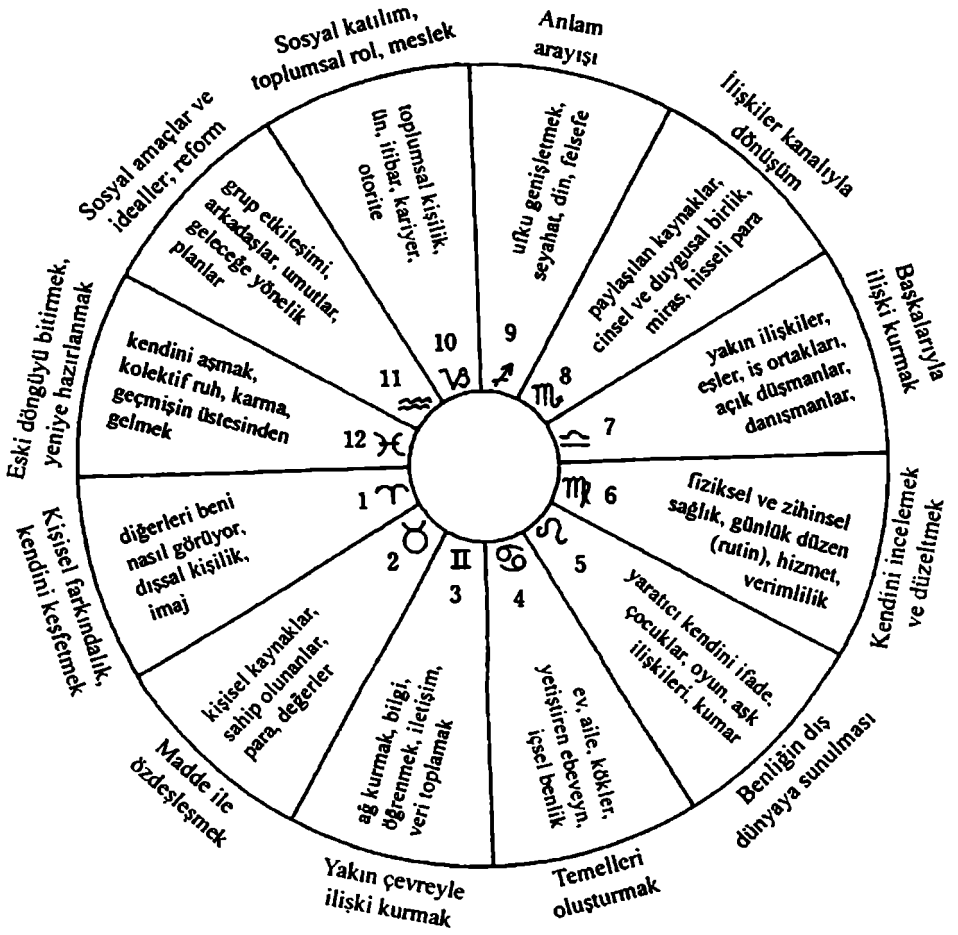 Sosyal katılım,
toplumsal rol, meslek
Anlam
arayışı
İlişkiler kanalıyla
dönüşüm
Başkalarıyla
ilişki kurmak
Kendini incelemek
ve düzeltmek
Benliğin dış
dünyaya sunulması
Temelleri
oluşturmak
Yakın çevreyle
ilişki kurmak
Madde ile
özdeşleşmek
Kişisel farkındalık,
kendini keşfetmek
Eski döngüyü bitirmek,
yeniye hazırlanmak
Sosyal amaçlar ve
idealler; reform
toplumsal kişilik,
ün, itibar, kariyer,
otorite
10 ♑
ufku genişletmek,
seyahat, din, felsefe
9 ♐
paylaşılan kaynaklar,
cinsel ve duygusal birlik,
miras, hisseli para
8 ♏
yakın ilişkiler,
eşler, iş ortakları,
açık düşmanlar,
danışmanlar,
7 ♎
fiziksel ve zihinsel
sağlık, günlük düzen
(rutin), hizmet,
verimlilik
♍ 6
yaratıcı kendini ifade.
çocuklar, oyun. aşk
ilişkileri, kumar
♌ 5
ev, aile, kökler,
yetiştiren ebeveyn,
içsel benlik
♋ 4
ağ kurmak, bilgi,
öğrenmek, iletişim,
veri toplamak
♊ 3
kişisel kaynaklar,
sahip olunanlar,
para, değerler
2 ♉
diğerleri beni
nasıl görüyor,
dışsal kişilik,
imaj
1 ♈
kendini aşmak,
kolektif ruh, karma,
geçmişin üstesinden
gelmek
12 ♓
grup etkileşimi,
arkadaşlar, umutlar,
geleceğe yönelik
planlar
11 ♒